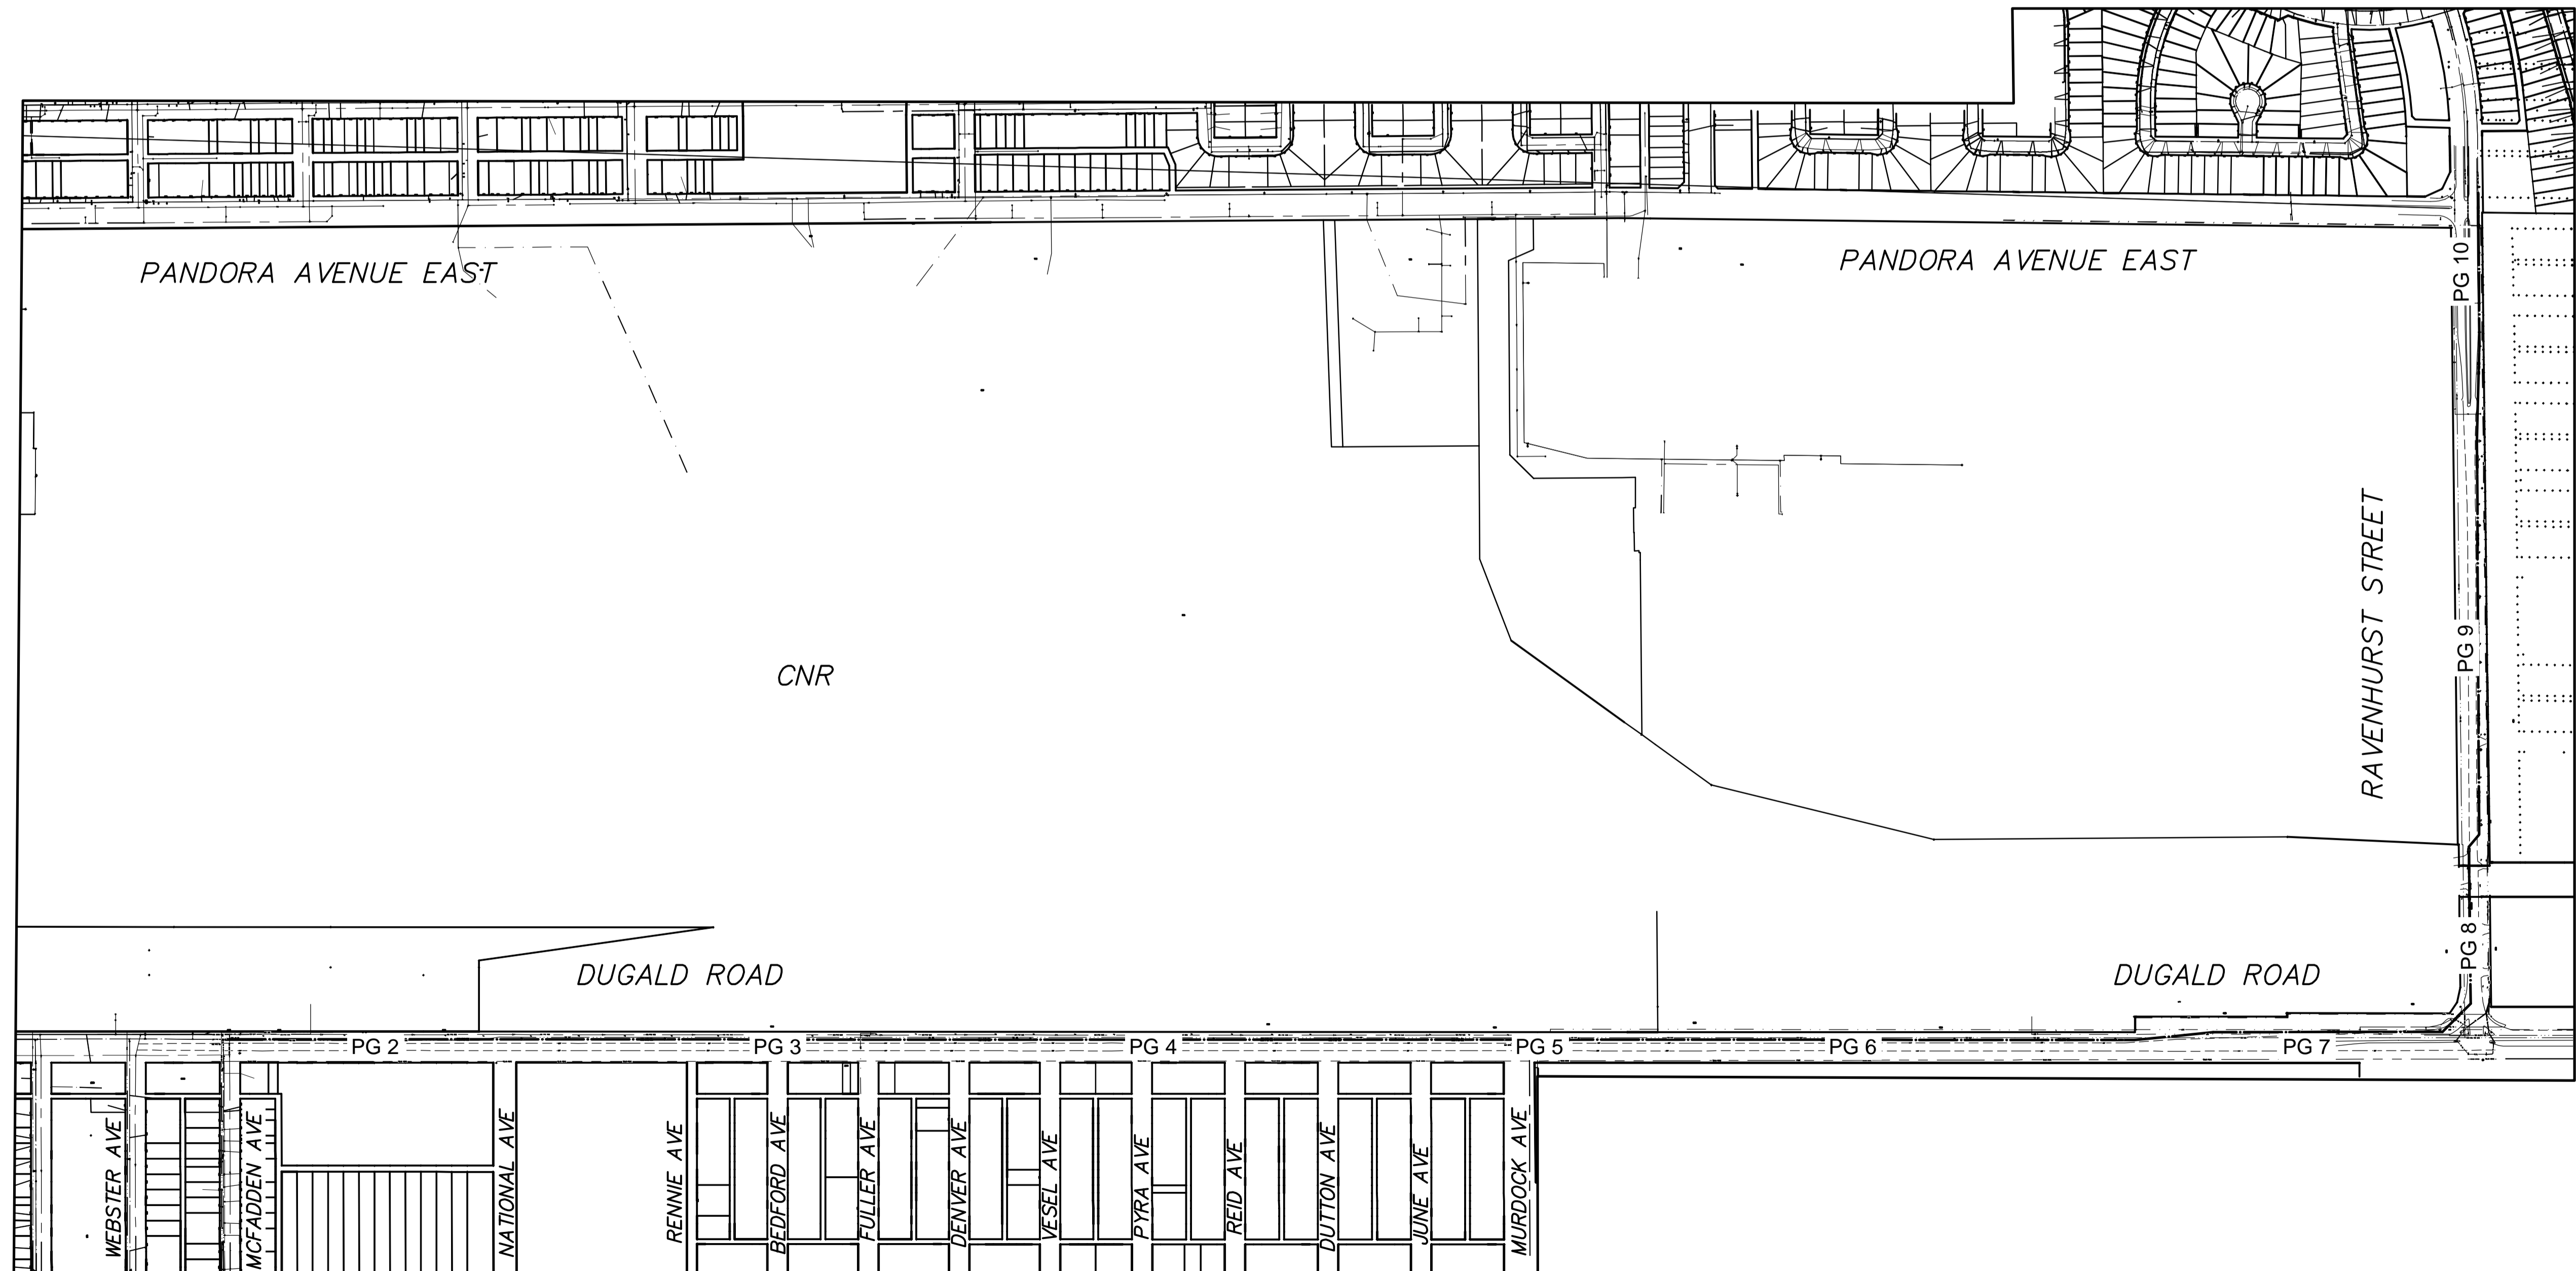 PANDORA AVENUE EAST
PANDORA AVENUE EAST
PG 10
RAVENHURST STREET
PG 9
CNR
PG 8
DUGALD ROAD
DUGALD ROAD
PG 2
PG 3
PG 4
PG 5
PG 6
PG 7
WEBSTER AVE
MCFADDEN AVE
NATIONAL AVE
RENNIE AVE
BEDFORD AVE
FULLER AVE
DENVER AVE
VESEL AVE
PYRA AVE
REID AVE
DUTTON AVE
JUNE AVE
MURDOCK AVE